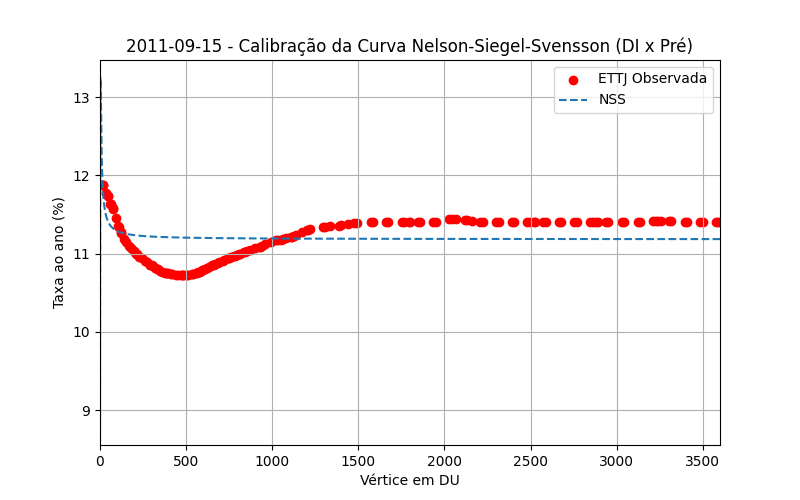 2011-09-15 - Calibração da Curva Nelson-Siegel-Svensson (DI x Pré)
ETTJ Observada
NSS
Taxa ao ano (%)
13
12
11
10
9
0 500 1000 1500 2000 2500 3000 3500
Vértice em DU